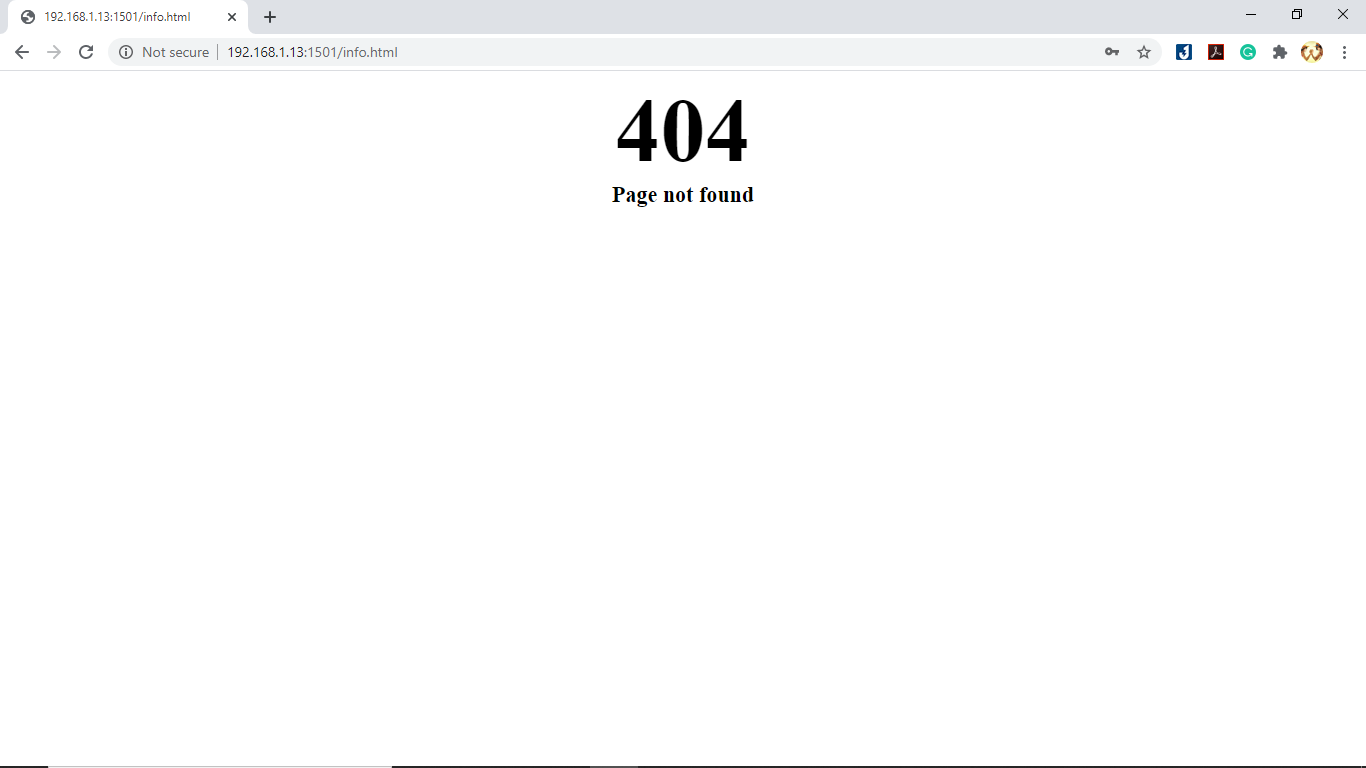 192.168.1.13:1501/info.html
Not secure 192.168.1.13:1501/info.html
404
Page not found